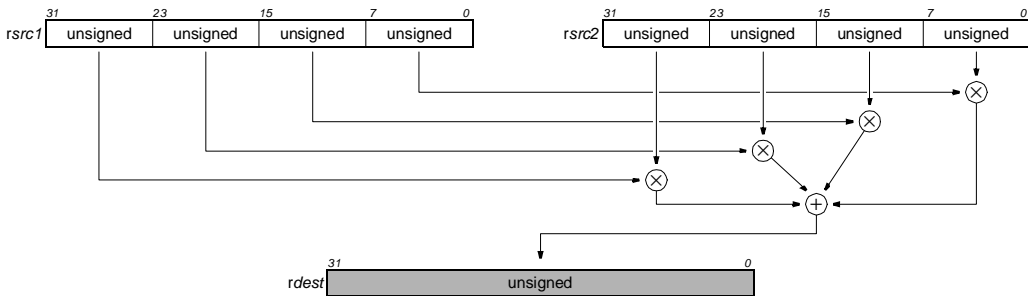 31 23 15 7 0 31 23 15 7 0
rsrc1 unsigned unsigned unsigned unsigned rsrc2 unsigned unsigned unsigned unsigned
31 0
rdest unsigned